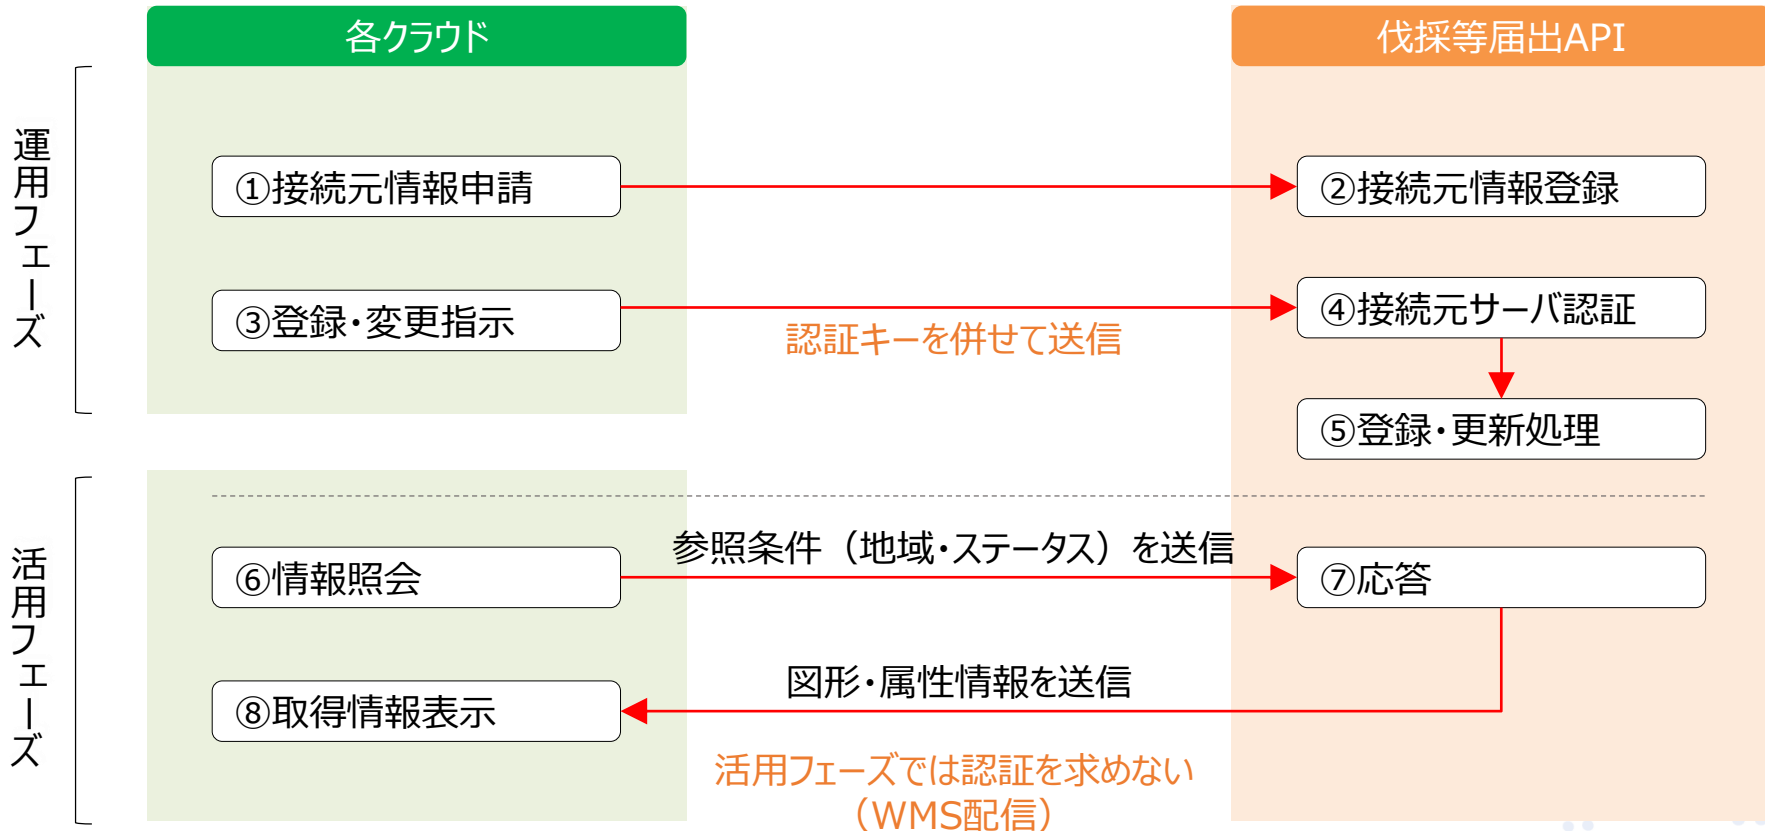 各クラウド
伐採等届出API
運用フェーズ
①接続元情報申請
②接続元情報登録
③登録・変更指示
認証キーを併せて送信
④接続元サーバ認証
⑤登録・更新処理
活用フェーズ
参照条件（地域・ステータス）を送信
⑥情報照会
⑦応答
図形・属性情報を送信
⑧取得情報表示
活用フェーズでは認証を求めない
（WMS配信）